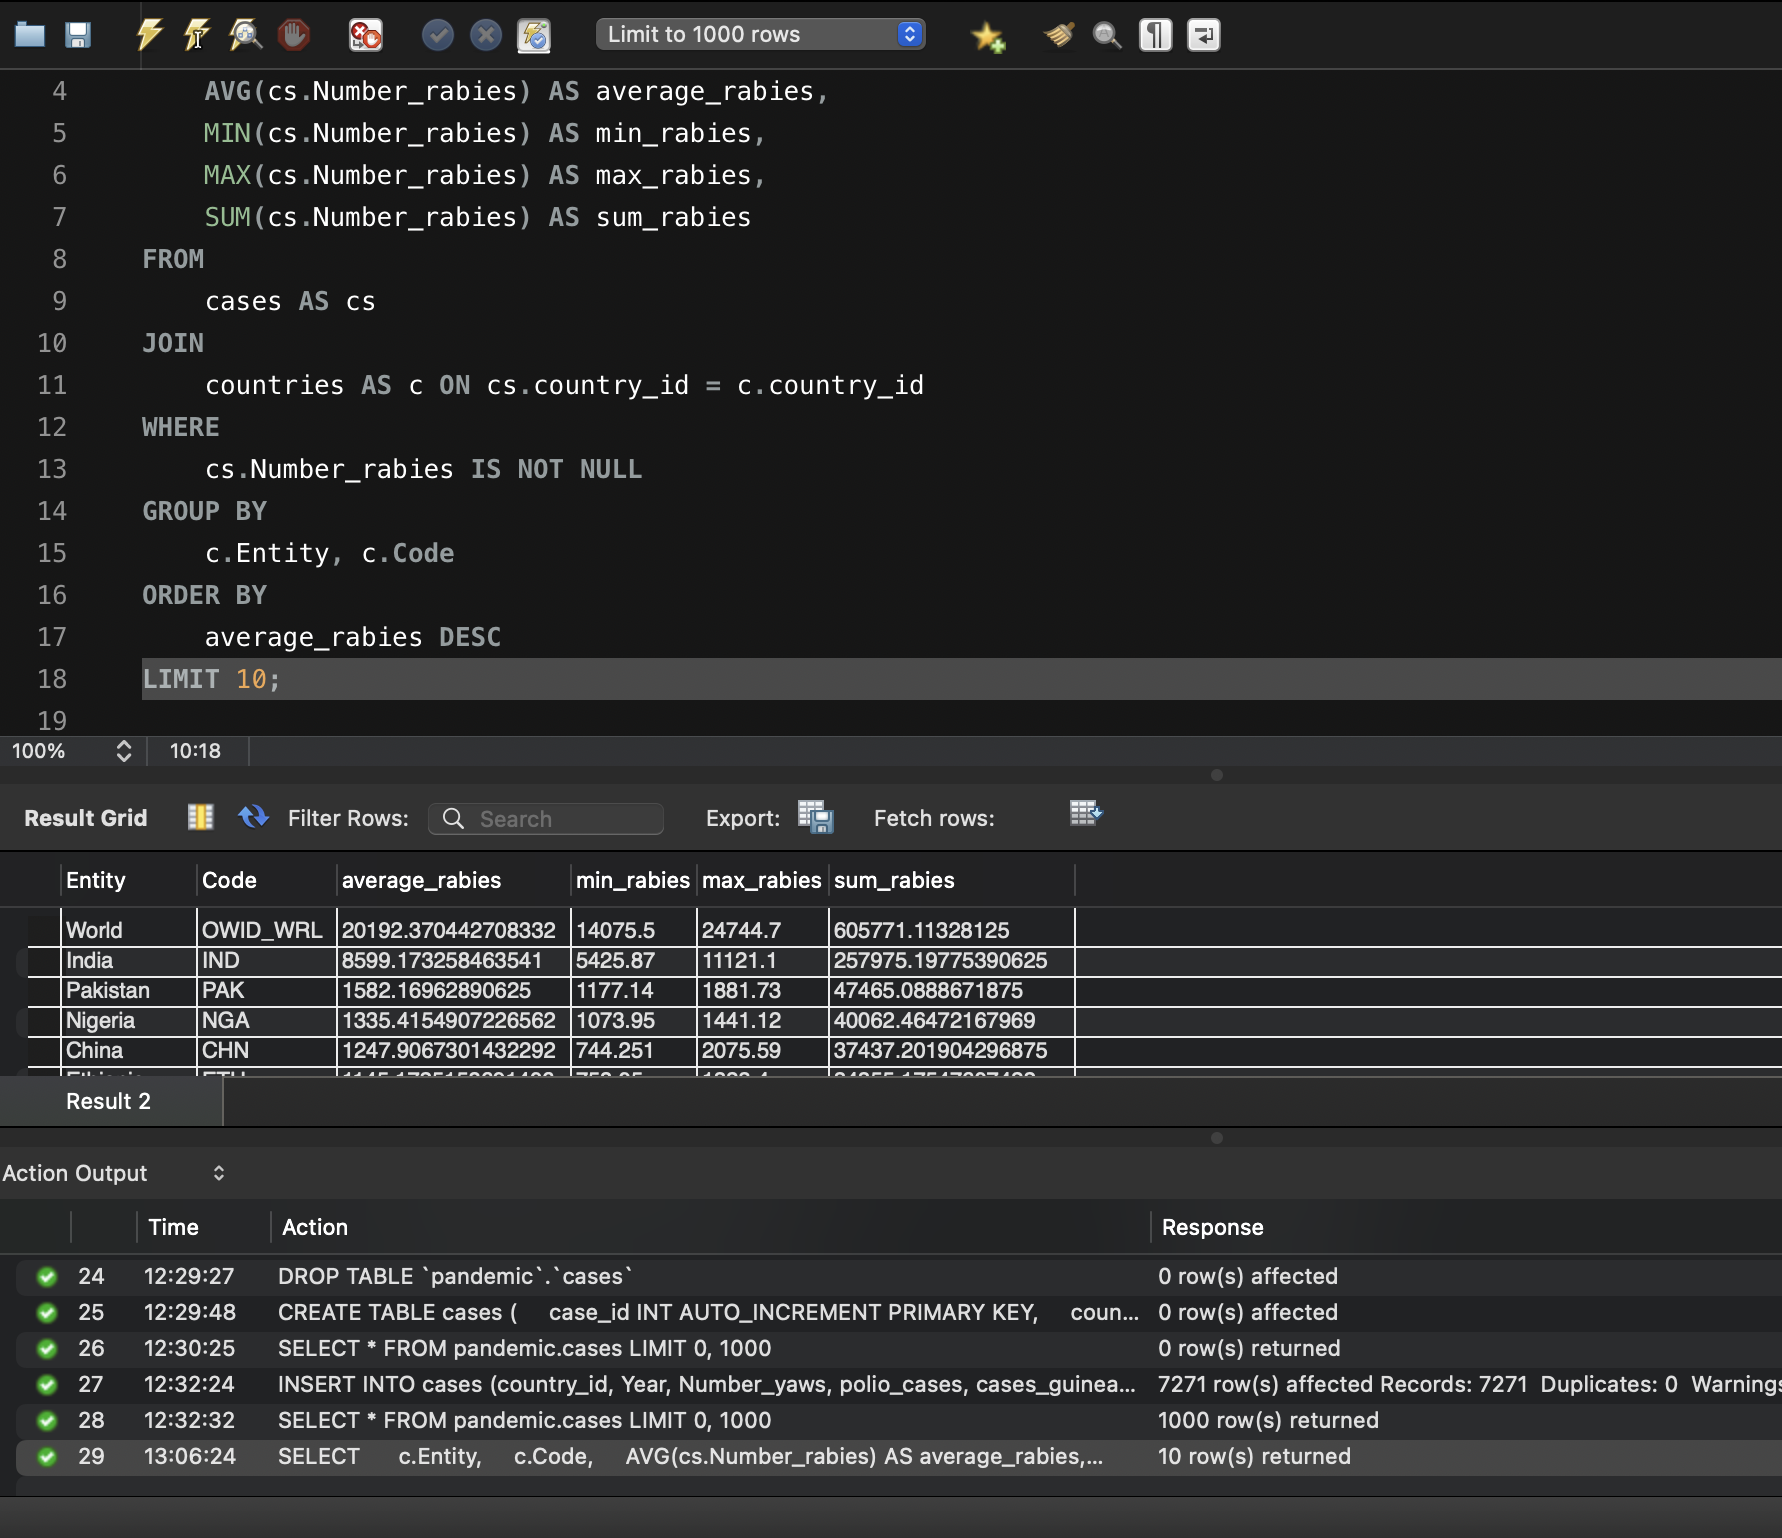 Limit to 1000 rows
4 AVG(cs.Number_rabies) AS average_rabies,
5 MIN(cs.Number_rabies) AS min_rabies,
6 MAX(cs.Number_rabies) AS max_rabies,
7 SUM(cs.Number_rabies) AS sum_rabies
8 FROM
9 cases AS cs
10 JOIN
11 countries AS c ON cs.country_id = c.country_id
12 WHERE
13 cs.Number_rabies IS NOT NULL
14 GROUP BY
15 c.Entity, c.Code
16 ORDER BY
17 average_rabies DESC
18 LIMIT 10;
19
100% 10:18
Result Grid Filter Rows: Search Export: Fetch rows:
Entity Code average_rabies min_rabies max_rabies sum_rabies
World OWID_WRL 20192.370442708332 14075.5 24744.7 605771.11328125
India IND 8599.173258463541 5425.87 11121.1 257975.19775390625
Pakistan PAK 1582.16962890625 1177.14 1881.73 47465.0888671875
Nigeria NGA 1335.4154907226562 1073.95 1441.12 40062.46472167969
China CHN 1247.9067301432292 744.251 2075.59 37437.201904296875
Result 2
Action Output
Time Action Response
24 12:29:27 DROP TABLE `pandemic`.`cases` 0 row(s) affected
25 12:29:48 CREATE TABLE cases ( case_id INT AUTO_INCREMENT PRIMARY KEY, coun... 0 row(s) affected
26 12:30:25 SELECT * FROM pandemic.cases LIMIT 0, 1000 0 row(s) returned
27 12:32:24 INSERT INTO cases (country_id, Year, Number_yaws, polio_cases, cases_guinea... 7271 row(s) affected Records: 7271 Duplicates: 0 Warnings
28 12:32:32 SELECT * FROM pandemic.cases LIMIT 0, 1000 1000 row(s) returned
29 13:06:24 SELECT c.Entity, c.Code, AVG(cs.Number_rabies) AS average_rabies,... 10 row(s) returned